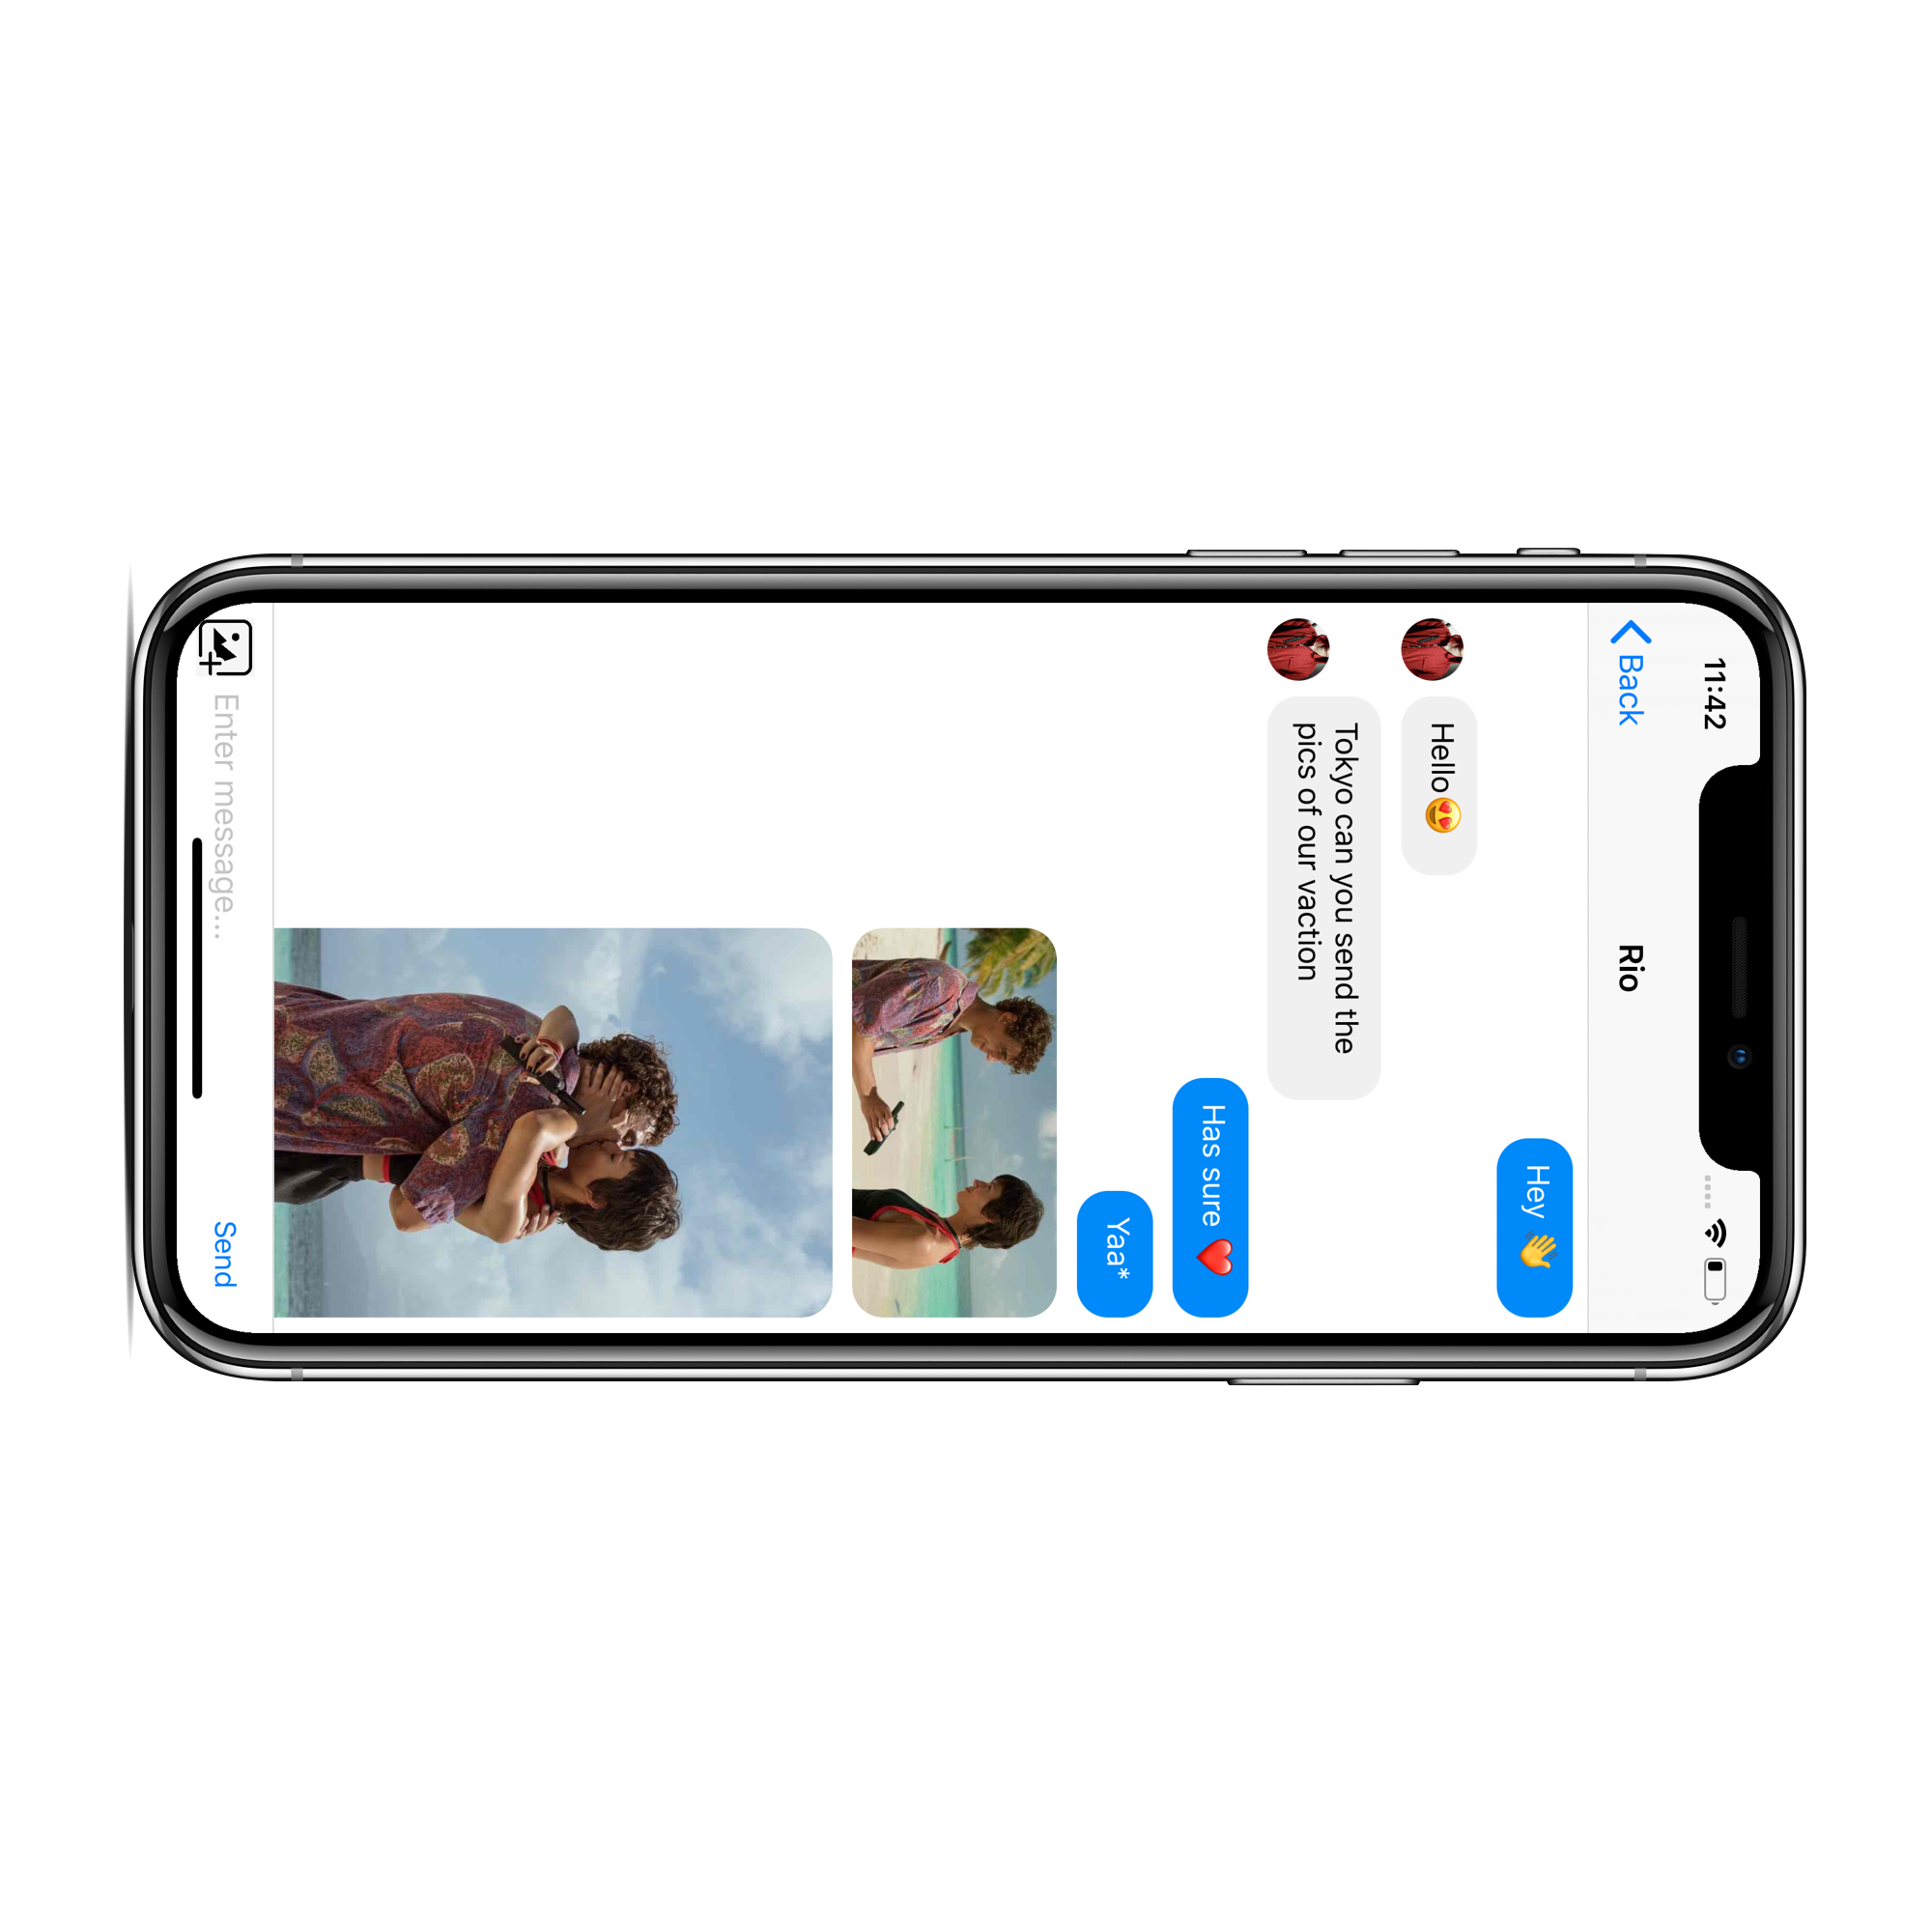 11:42
Back
Rio
Hey 👋
Hello😍
Tokyo can you send the
pics of our vaction
Has sure ❤️
Yaa*
Enter message...
Send